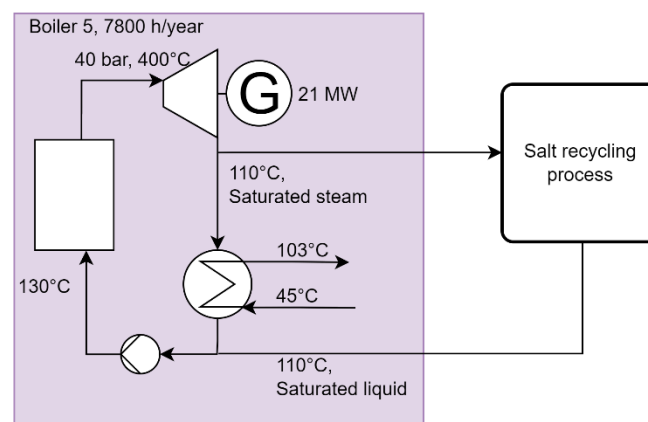 Boiler 5, 7800 h/year
40 bar, 400°C
G
21 MW
Salt recycling
process
110°C,
Saturated steam
103°C
130°C
45°C
110°C,
Saturated liquid